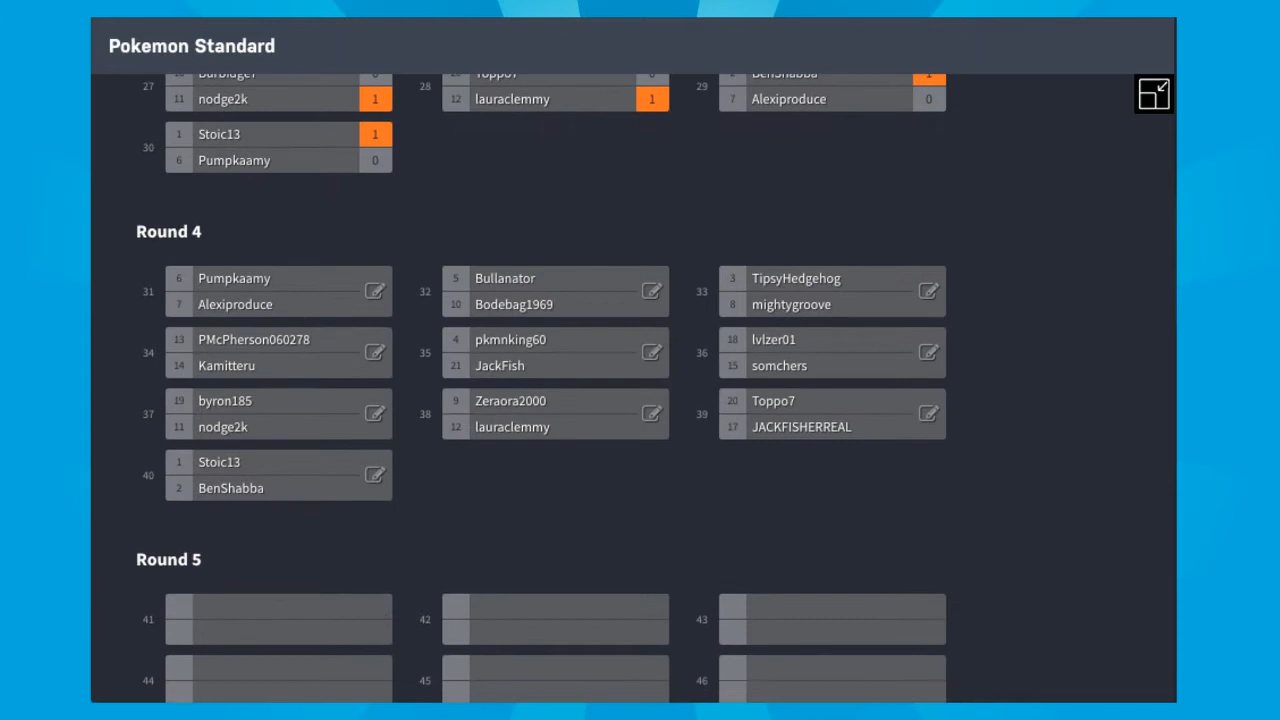 Pokemon Standard
27
11 nodge2k 1
28
Toppo7
12 lauraclemmy 1
29
BenShabba
7 Alexiproduce 0
30
1 Stoic13 1
6 Pumpkaamy 0
Round 4
31
6 Pumpkaamy
7 Alexiproduce
32
5 Bullanator
10 Bodebag1969
33
3 TipsyHedgehog
8 mightygroove
34
13 PMcPherson060278
14 Kamitteru
35
4 pkmnking60
21 JackFish
36
18 lvlzer01
15 somchers
37
19 byron185
11 nodge2k
38
9 Zeraora2000
12 lauraclemmy
39
20 Toppo7
17 JACKFISHERREAL
40
1 Stoic13
2 BenShabba
Round 5
41
42
43
44
45
46